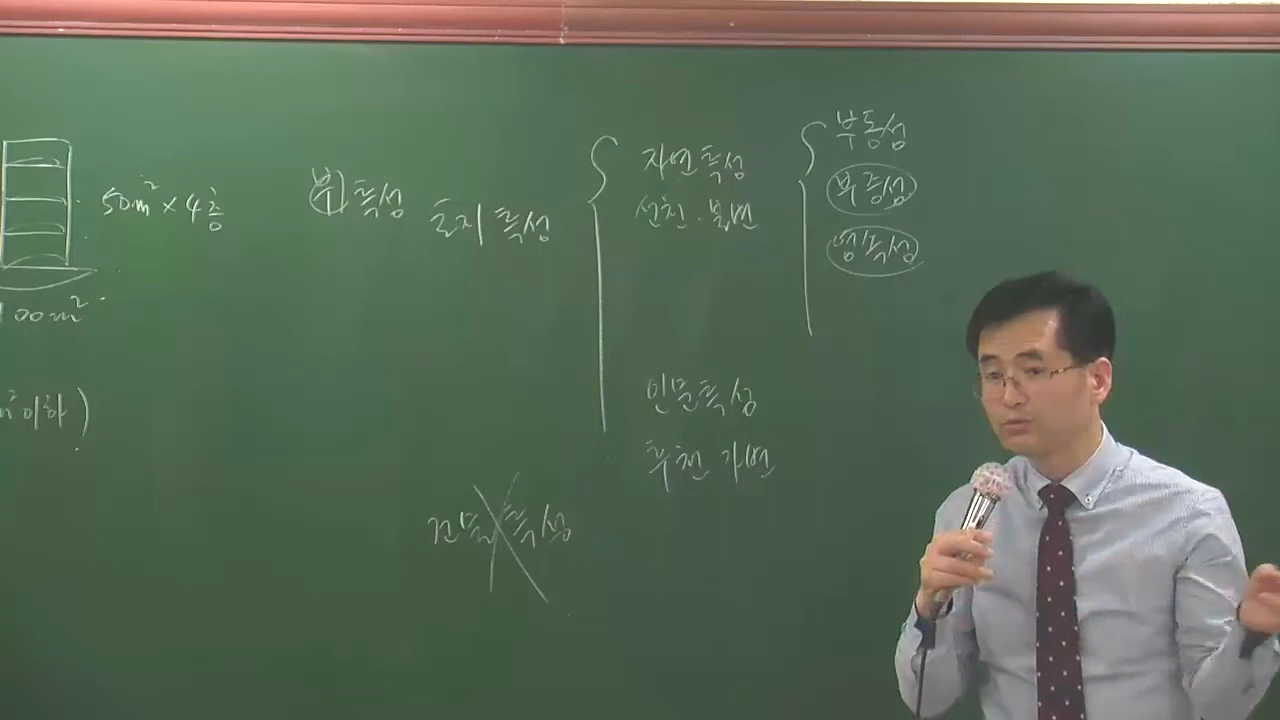 50m² × 4층
00m²
m² 이하)
부 특성
토지 특성
건물 특성
자연특성
선천·불변
인문특성
후천 가변
부동성
부증성
영속성